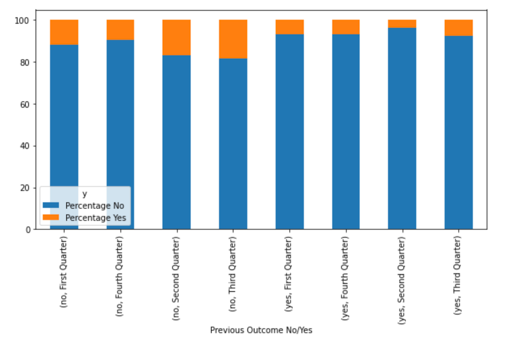 100
80
60
40
20
0
y
Percentage No
Percentage Yes
(no, First Quarter)
(no, Fourth Quarter)
(no, Second Quarter)
(no, Third Quarter)
(yes, First Quarter)
(yes, Fourth Quarter)
(yes, Second Quarter)
(yes, Third Quarter)
Previous Outcome No/Yes